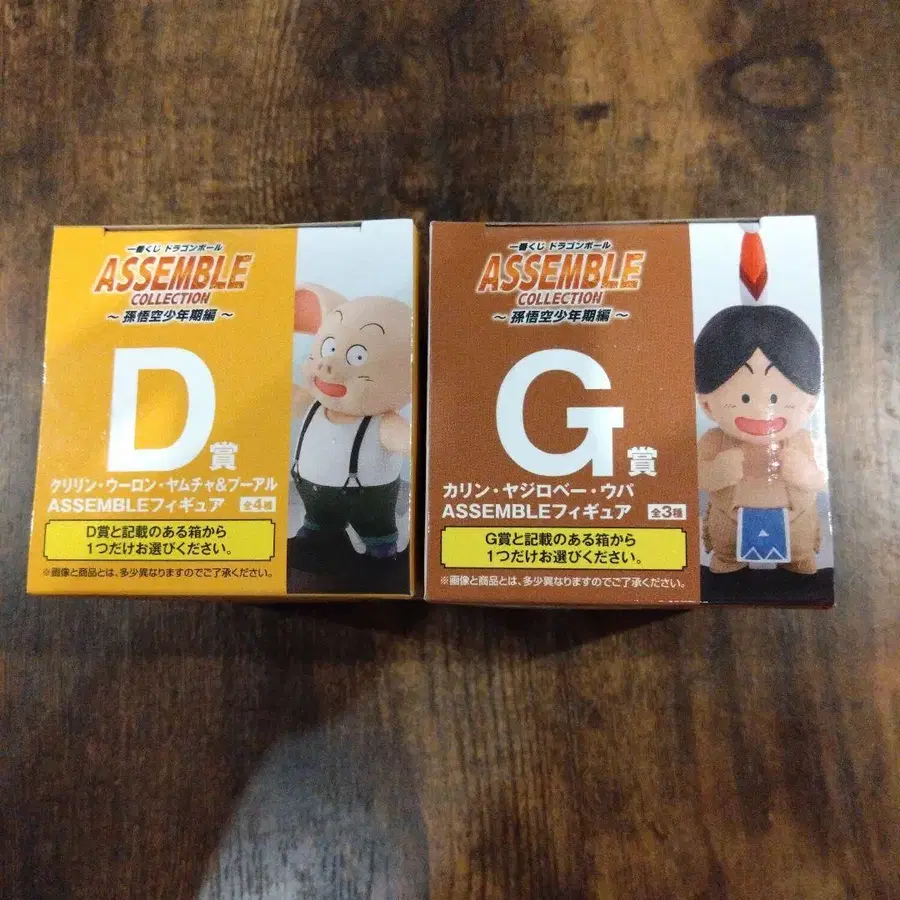 一番くじ ドラゴンボール
ASSEMBLE
COLLECTION
～ 孫悟空少年期編 ～
D賞
クリリン・ウーロン・ヤムチャ&プーアル
ASSEMBLEフィギュア 全4種
D賞と記載のある箱から
1つだけお選びください。
※画像と商品とは、多少異なりますのでご了承ください。
一番くじ ドラゴンボール
ASSEMBLE
COLLECTION
～ 孫悟空少年期編 ～
G賞
カリン・ヤジロベー・ウパ
ASSEMBLEフィギュア 全3種
G賞と記載のある箱から
1つだけお選びください。
※画像と商品とは、多少異なりますのでご了承ください。